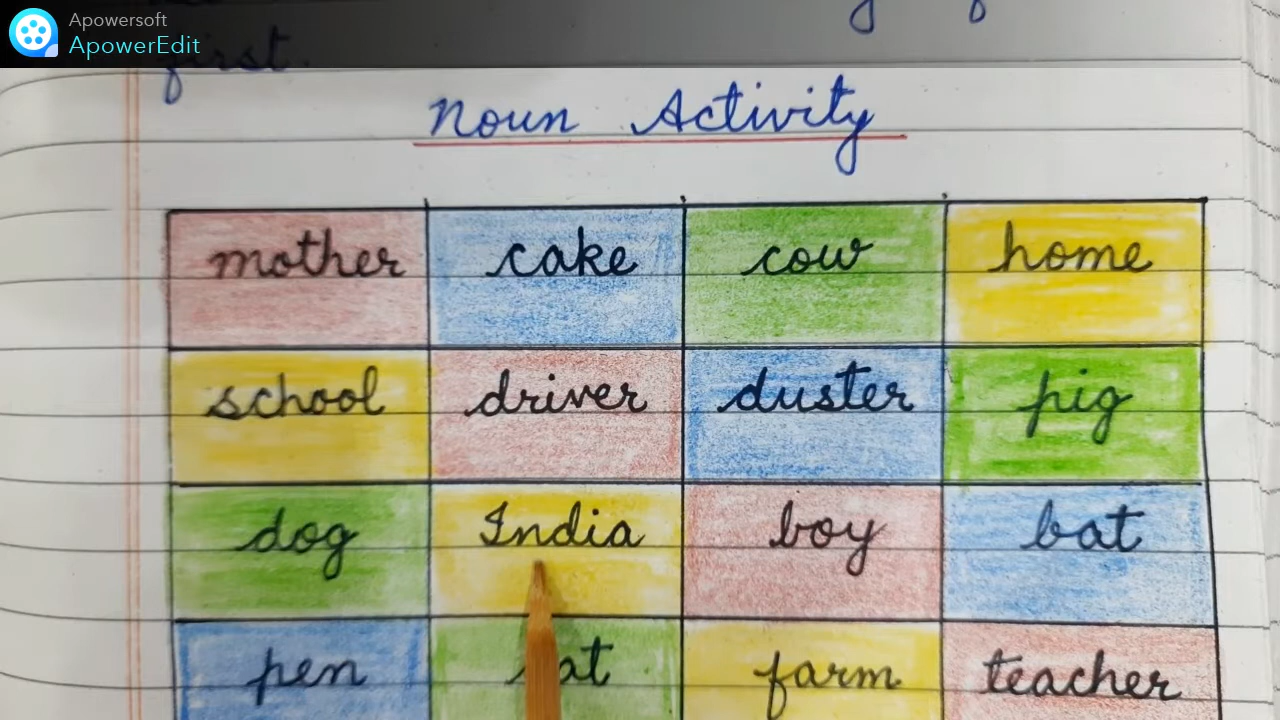 Apowersoft
ApowerEdit
first.
Noun Activity
mother cake cow home
school driver duster pig
dog India boy bat
pen farm teacher